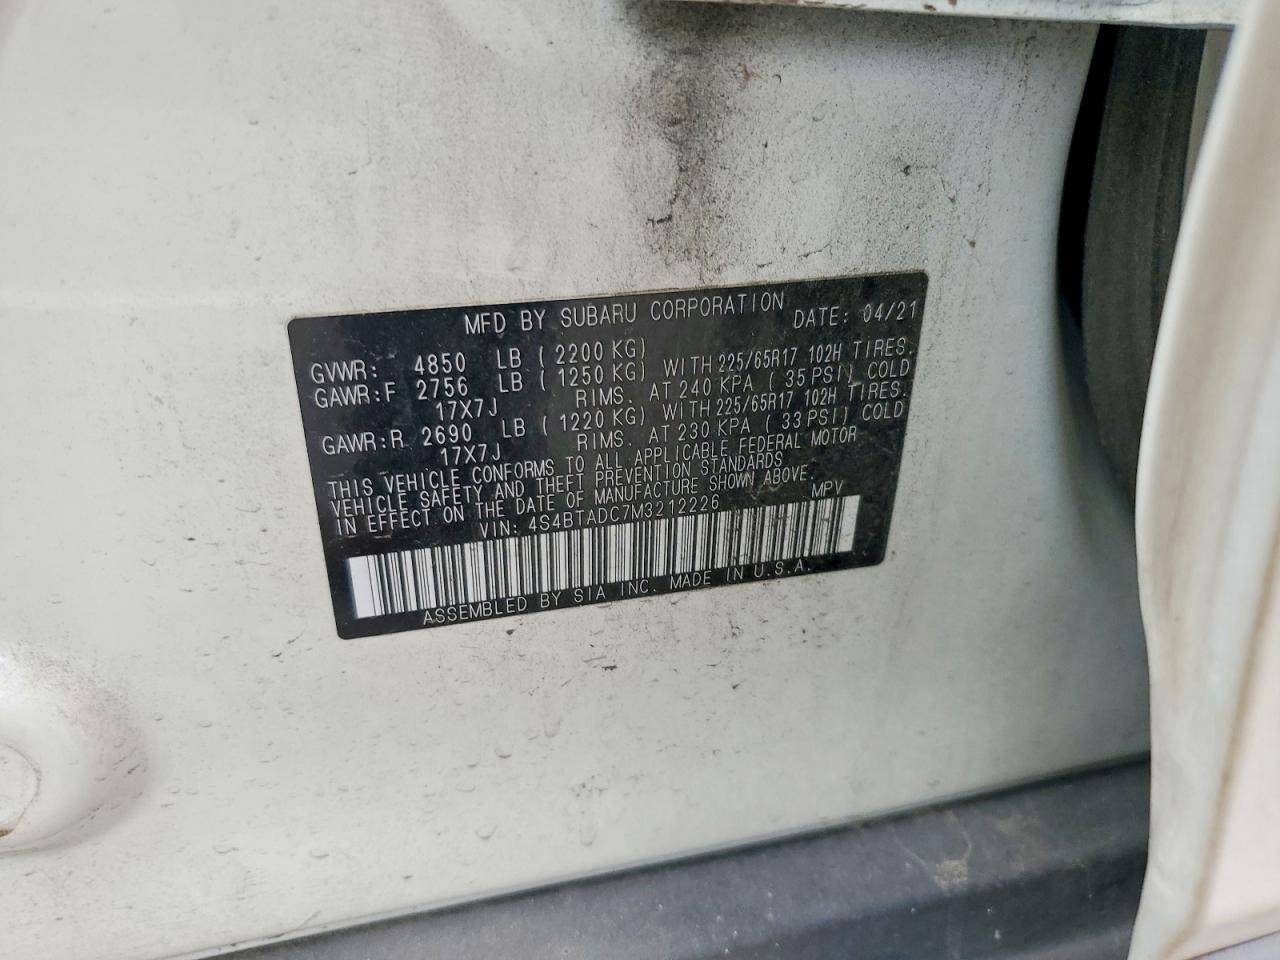 MFD BY SUBARU CORPORATION DATE: 04/21
GVWR: 4850 LB ( 2200 KG)
GAWR:F 2756 LB ( 1250 KG) WITH 225/65R17 102H TIRES.
17X7J RIMS. AT 240 KPA ( 35 PSI) COLD
GAWR:R 2690 LB ( 1220 KG) WITH 225/65R17 102H TIRES.
17X7J RIMS. AT 230 KPA ( 33 PSI) COLD
THIS VEHICLE CONFORMS TO ALL APPLICABLE FEDERAL MOTOR
VEHICLE SAFETY AND THEFT PREVENTION STANDARDS
IN EFFECT ON THE DATE OF MANUFACTURE SHOWN ABOVE.
VIN: 4S4BTADC7M3212226 MPV
ASSEMBLED BY SIA INC. MADE IN U.S.A.